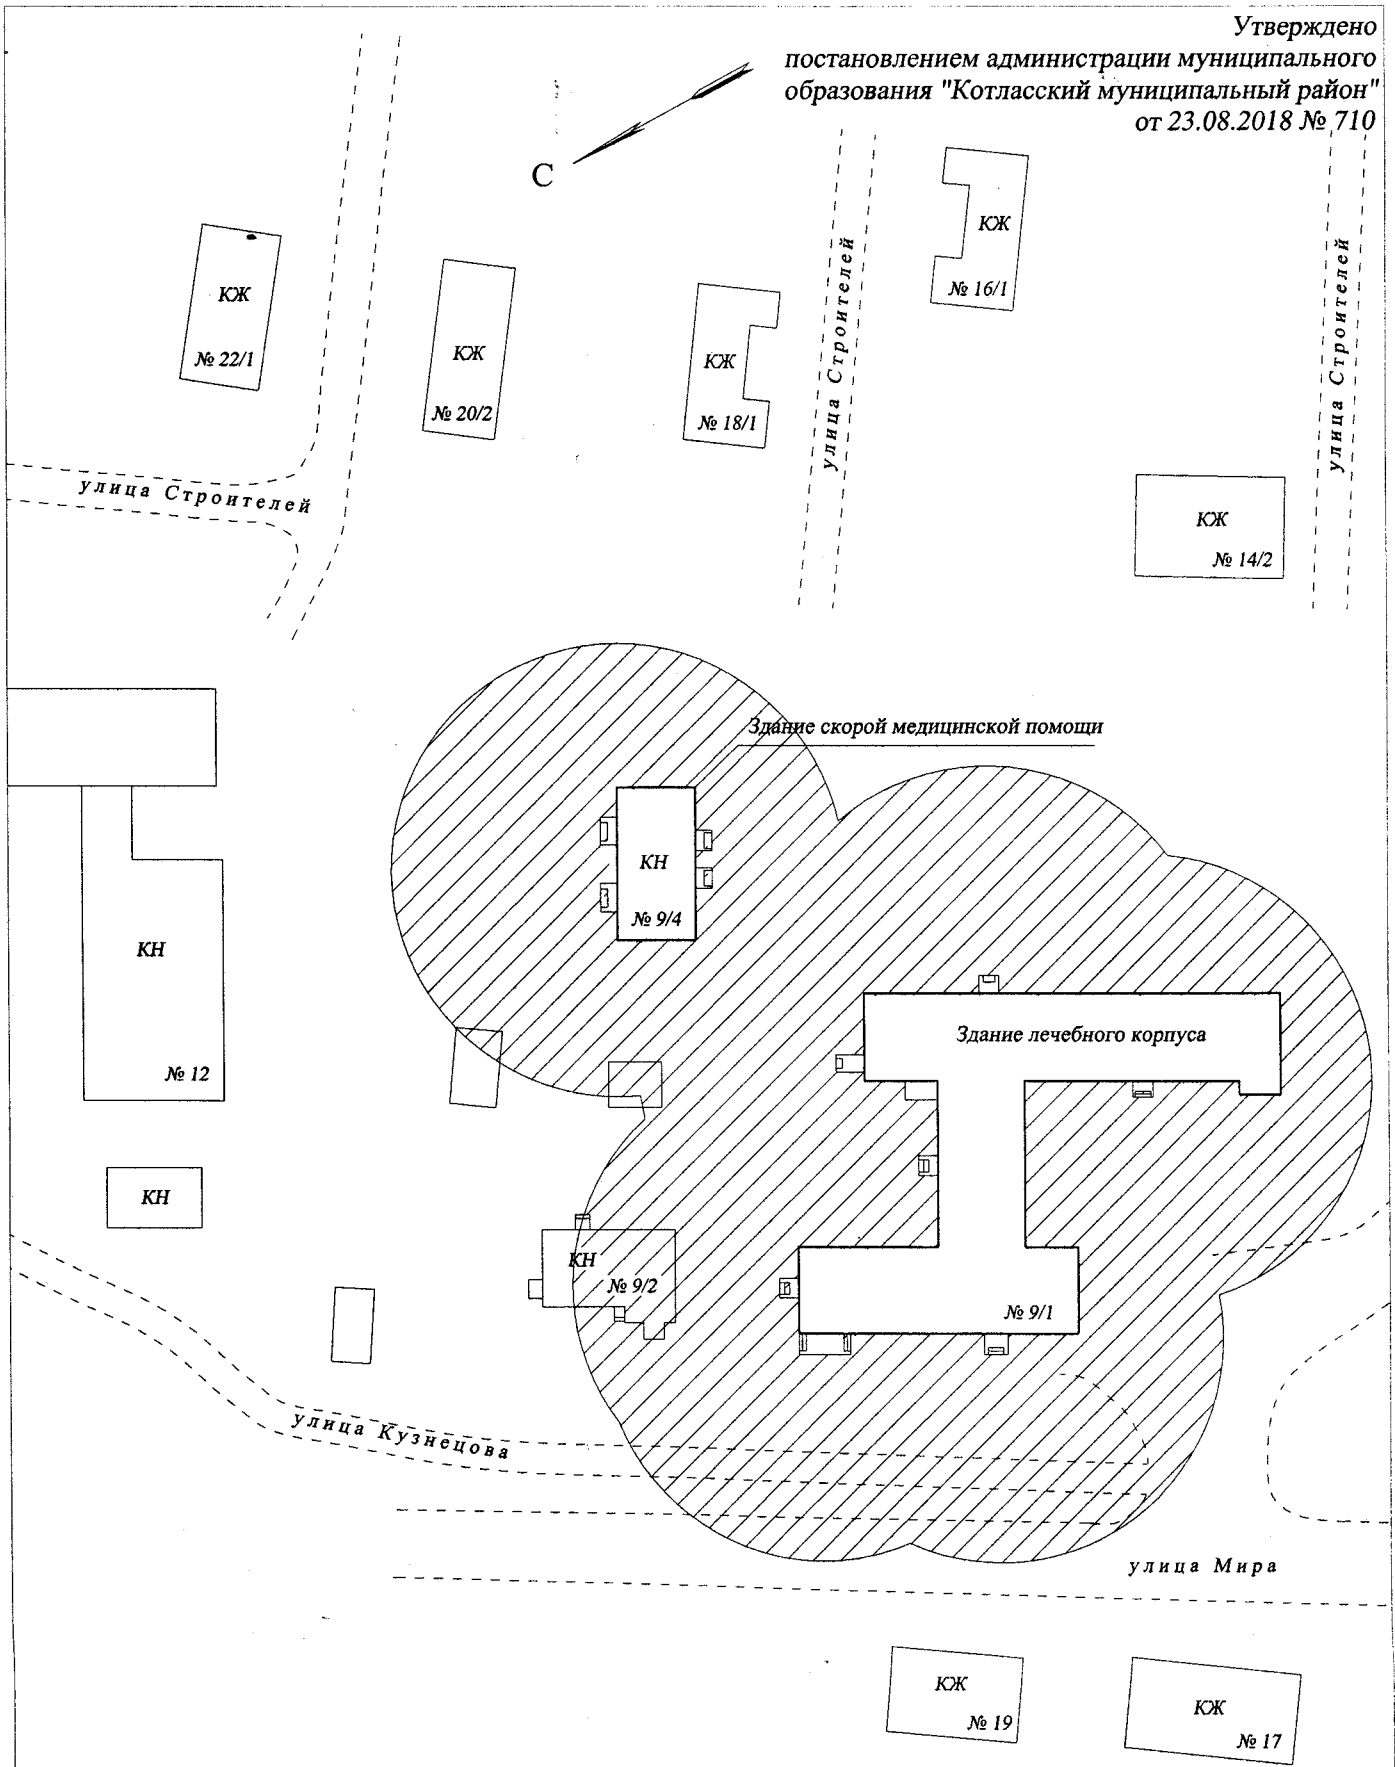 Утверждено
постановлением администрации муниципального
образования "Котласский муниципальный район"
от 23.08.2018 № 710
С
КЖ
№ 16/1
КЖ
№ 22/1
КЖ
№ 20/2
КЖ
№ 18/1
улица Строителей
улица Строителей
улица Строителей
КЖ
№ 14/2
Здание скорой медицинской помощи
КН
№ 9/4
КН
№ 12
Здание лечебного корпуса
КН
КН
№ 9/2
№ 9/1
улица Кузнецова
улица Мира
КЖ
№ 19
КЖ
№ 17